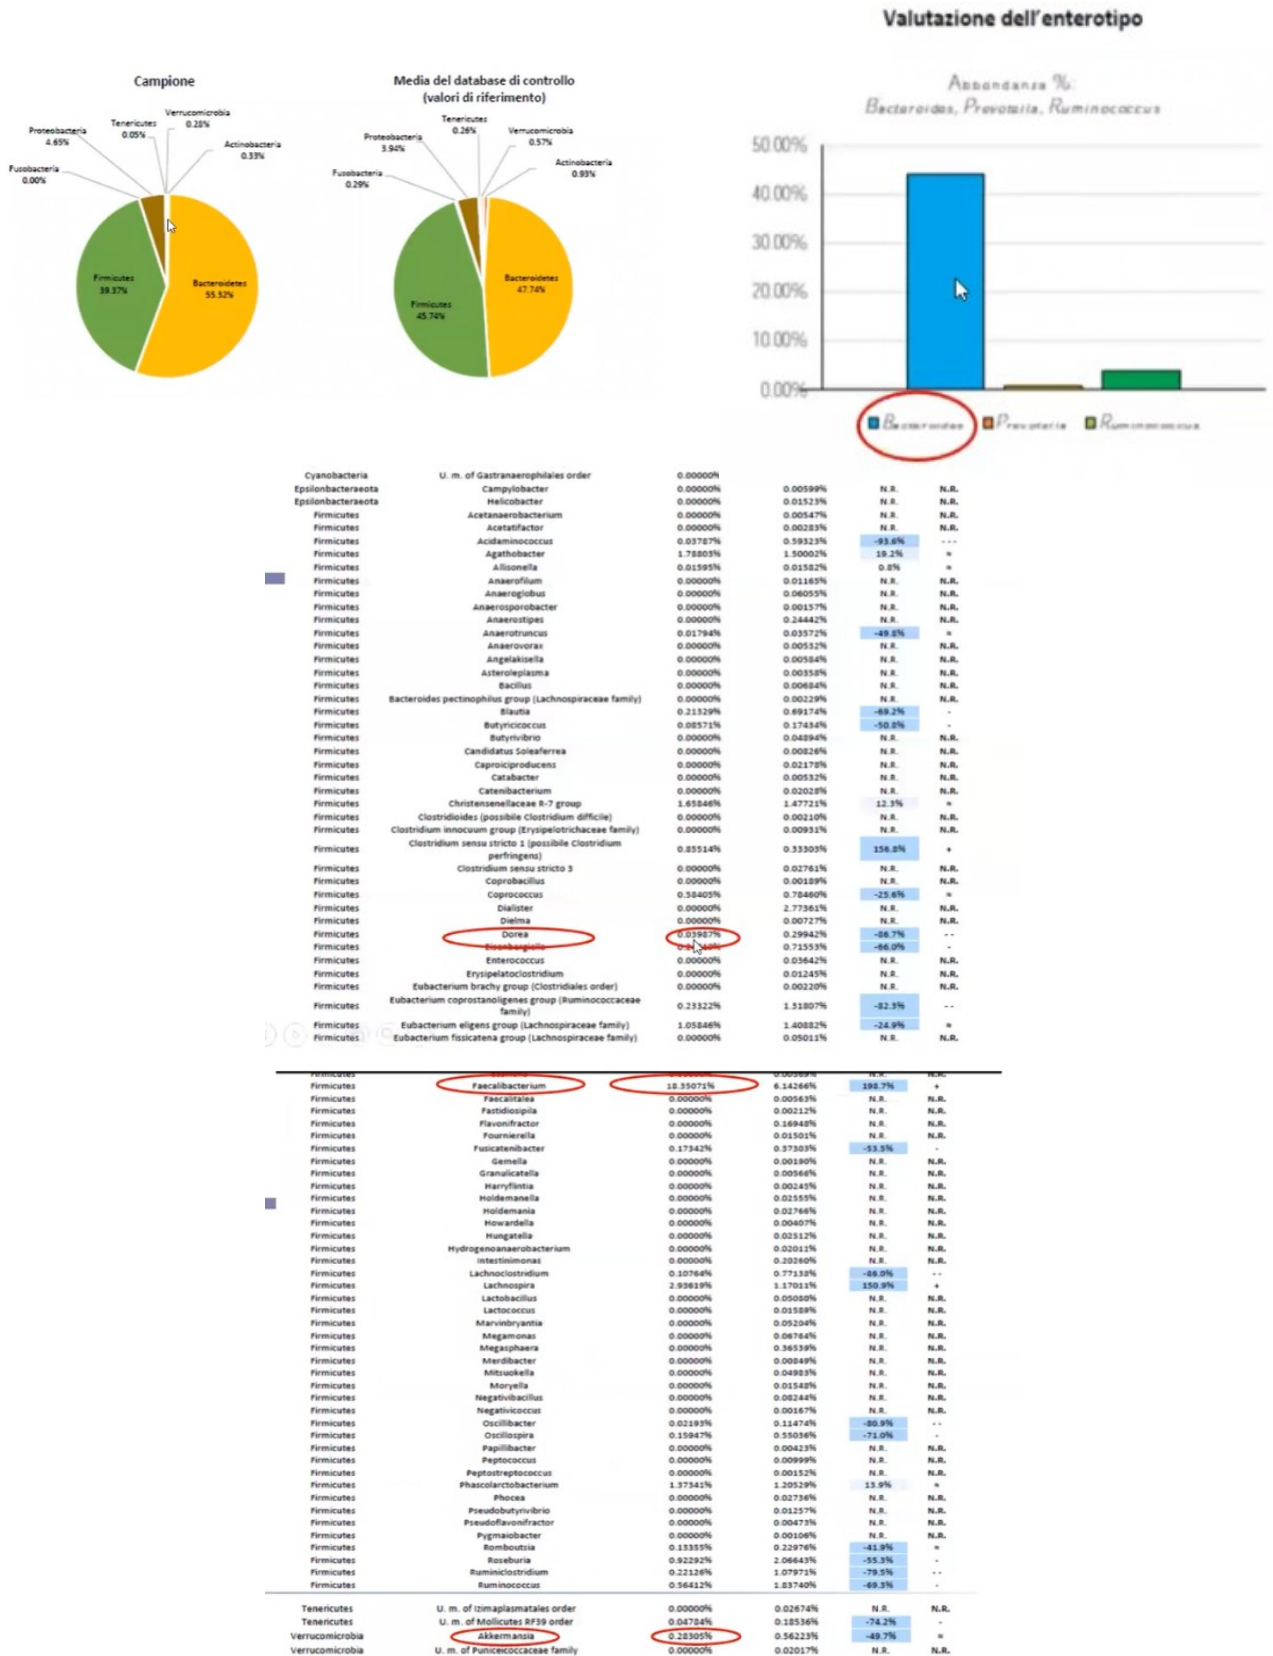 Valutazione dell'enterotipo
Campione
Verrucomicrobia
0.28%
Tenericutes
0.05%
Proteobacteria
4.65%
Actinobacteria
0.33%
Fusobacteria
0.00%
Firmicutes
39.37%
Bacteroidetes
55.32%
Media del database di controllo
(valori di riferimento)
Tenericutes
0.26%
Verrucomicrobia
0.57%
Proteobacteria
3.94%
Actinobacteria
0.93%
Fusobacteria
0.29%
Bacteroidetes
47.74%
Firmicutes
45.74%
Abbondanza %:
Bacteroides, Prevotella, Ruminococcus
50.00%
40.00%
30.00%
20.00%
10.00%
0.00%
Bacteroides Prevotella Ruminococcus
Cyanobacteria U. m. of Gastranaerophilales order 0.00000%
Epsilonbacteraeota Campylobacter 0.00000% 0.00599% N.R. N.R.
Epsilonbacteraeota Helicobacter 0.00000% 0.01523% N.R. N.R.
Firmicutes Acetanaerobacterium 0.00000% 0.00547% N.R. N.R.
Firmicutes Acetatifactor 0.00000% 0.00283% N.R. N.R.
Firmicutes Acidaminococcus 0.03787% 0.59323% -93.6% ---
Firmicutes Agathobacter 1.78803% 1.50002% 19.2% ≈
Firmicutes Allisonella 0.01595% 0.01582% 0.8% ≈
Firmicutes Anaerofilum 0.00000% 0.01165% N.R. N.R.
Firmicutes Anaeroglobus 0.00000% 0.06055% N.R. N.R.
Firmicutes Anaerosporobacter 0.00000% 0.00157% N.R. N.R.
Firmicutes Anaerostipes 0.00000% 0.24442% N.R. N.R.
Firmicutes Anaerotruncus 0.01794% 0.03572% -49.8% ≈
Firmicutes Anaerovorax 0.00000% 0.00532% N.R. N.R.
Firmicutes Angelakisella 0.00000% 0.00584% N.R. N.R.
Firmicutes Asteroleplasma 0.00000% 0.00358% N.R. N.R.
Firmicutes Bacillus 0.00000% 0.00684% N.R. N.R.
Firmicutes Bacteroides pectinophilus group (Lachnospiraceae family) 0.00000% 0.00229% N.R. N.R.
Firmicutes Blautia 0.21329% 0.69174% -69.2% -
Firmicutes Butyricicoccus 0.08571% 0.17434% -50.8% -
Firmicutes Butyrivibrio 0.00000% 0.04894% N.R. N.R.
Firmicutes Candidatus Soleaferrea 0.00000% 0.00826% N.R. N.R.
Firmicutes Caproiciproducens 0.00000% 0.02178% N.R. N.R.
Firmicutes Catabacter 0.00000% 0.00532% N.R. N.R.
Firmicutes Catenibacterium 0.00000% 0.02028% N.R. N.R.
Firmicutes Christensenellaceae R-7 group 1.65846% 1.47721% 12.3% ≈
Firmicutes Clostridioides (possibile Clostridium difficile) 0.00000% 0.00210% N.R. N.R.
Firmicutes Clostridium innocuum group (Erysipelotrichaceae family) 0.00000% 0.00931% N.R. N.R.
Firmicutes Clostridium sensu stricto 1 (possibile Clostridium perfringens) 0.85514% 0.33303% 156.8% +
Firmicutes Clostridium sensu stricto 3 0.00000% 0.02761% N.R. N.R.
Firmicutes Coprobacillus 0.00000% 0.00189% N.R. N.R.
Firmicutes Coprococcus 0.58405% 0.78460% -25.6% ≈
Firmicutes Dialister 0.00000% 2.77361% N.R. N.R.
Firmicutes Dielma 0.00000% 0.00727% N.R. N.R.
Firmicutes Dorea 0.03987% 0.29942% -86.7% --
Firmicutes Eisenbergiella 0.71553% -66.0% -
Firmicutes Enterococcus 0.00000% 0.03642% N.R. N.R.
Firmicutes Erysipelatoclostridium 0.00000% 0.01245% N.R. N.R.
Firmicutes Eubacterium brachy group (Clostridiales order) 0.00000% 0.00220% N.R. N.R.
Firmicutes Eubacterium coprostanoligenes group (Ruminococcaceae family) 0.23322% 1.31807% -82.3% --
Firmicutes Eubacterium eligens group (Lachnospiraceae family) 1.05846% 1.40882% -24.9% ≈
Firmicutes Eubacterium fissicatena group (Lachnospiraceae family) 0.00000% 0.05011% N.R. N.R.
Firmicutes Faecalibacterium 18.35071% 6.14266% 198.7% +
Firmicutes Faecalitalea 0.00000% 0.00563% N.R. N.R.
Firmicutes Fastidiosipila 0.00000% 0.00212% N.R. N.R.
Firmicutes Flavonifractor 0.00000% 0.16948% N.R. N.R.
Firmicutes Fournierella 0.00000% 0.01501% N.R. N.R.
Firmicutes Fusicatenibacter 0.17342% 0.37303% -53.5% -
Firmicutes Gemella 0.00000% 0.00190% N.R. N.R.
Firmicutes Granulicatella 0.00000% 0.00566% N.R. N.R.
Firmicutes Harryflintia 0.00000% 0.00245% N.R. N.R.
Firmicutes Holdemanella 0.00000% 0.02555% N.R. N.R.
Firmicutes Holdemania 0.00000% 0.02766% N.R. N.R.
Firmicutes Howardella 0.00000% 0.00407% N.R. N.R.
Firmicutes Hungatella 0.00000% 0.02512% N.R. N.R.
Firmicutes Hydrogenoanaerobacterium 0.00000% 0.02011% N.R. N.R.
Firmicutes Intestinimonas 0.00000% 0.20260% N.R. N.R.
Firmicutes Lachnoclostridium 0.10764% 0.77138% -86.0% --
Firmicutes Lachnospira 2.93619% 1.17011% 150.9% +
Firmicutes Lactobacillus 0.00000% 0.05080% N.R. N.R.
Firmicutes Lactococcus 0.00000% 0.01589% N.R. N.R.
Firmicutes Marvinbryantia 0.00000% 0.05204% N.R. N.R.
Firmicutes Megamonas 0.00000% 0.06764% N.R. N.R.
Firmicutes Megasphaera 0.00000% 0.36539% N.R. N.R.
Firmicutes Merdibacter 0.00000% 0.00849% N.R. N.R.
Firmicutes Mitsuokella 0.00000% 0.04983% N.R. N.R.
Firmicutes Moryella 0.00000% 0.01548% N.R. N.R.
Firmicutes Negativibacillus 0.00000% 0.08244% N.R. N.R.
Firmicutes Negativicoccus 0.00000% 0.00167% N.R. N.R.
Firmicutes Oscillibacter 0.02193% 0.11474% -80.9% --
Firmicutes Oscillospira 0.15947% 0.55036% -71.0% -
Firmicutes Papillibacter 0.00000% 0.00423% N.R. N.R.
Firmicutes Peptococcus 0.00000% 0.00999% N.R. N.R.
Firmicutes Peptostreptococcus 0.00000% 0.00152% N.R. N.R.
Firmicutes Phascolarctobacterium 1.37341% 1.20529% 13.9% ≈
Firmicutes Phocea 0.00000% 0.02736% N.R. N.R.
Firmicutes Pseudobutyrivibrio 0.00000% 0.01257% N.R. N.R.
Firmicutes Pseudoflavonifractor 0.00000% 0.00473% N.R. N.R.
Firmicutes Pygmaiobacter 0.00000% 0.00106% N.R. N.R.
Firmicutes Romboutsia 0.13355% 0.22976% -41.9% ≈
Firmicutes Roseburia 0.92292% 2.06643% -55.3% -
Firmicutes Ruminiclostridium 0.22126% 1.07971% -79.5% --
Firmicutes Ruminococcus 0.56412% 1.83740% -69.3% -
Tenericutes U. m. of Izimaplasmatales order 0.00000% 0.02674% N.R. N.R.
Tenericutes U. m. of Mollicutes RF39 order 0.04784% 0.18536% -74.2% -
Verrucomicrobia Akkermansia 0.28305% 0.56223% -49.7% ≈
Verrucomicrobia U. m. of Puniceicoccaceae family 0.00000% 0.02017% N.R. N.R.